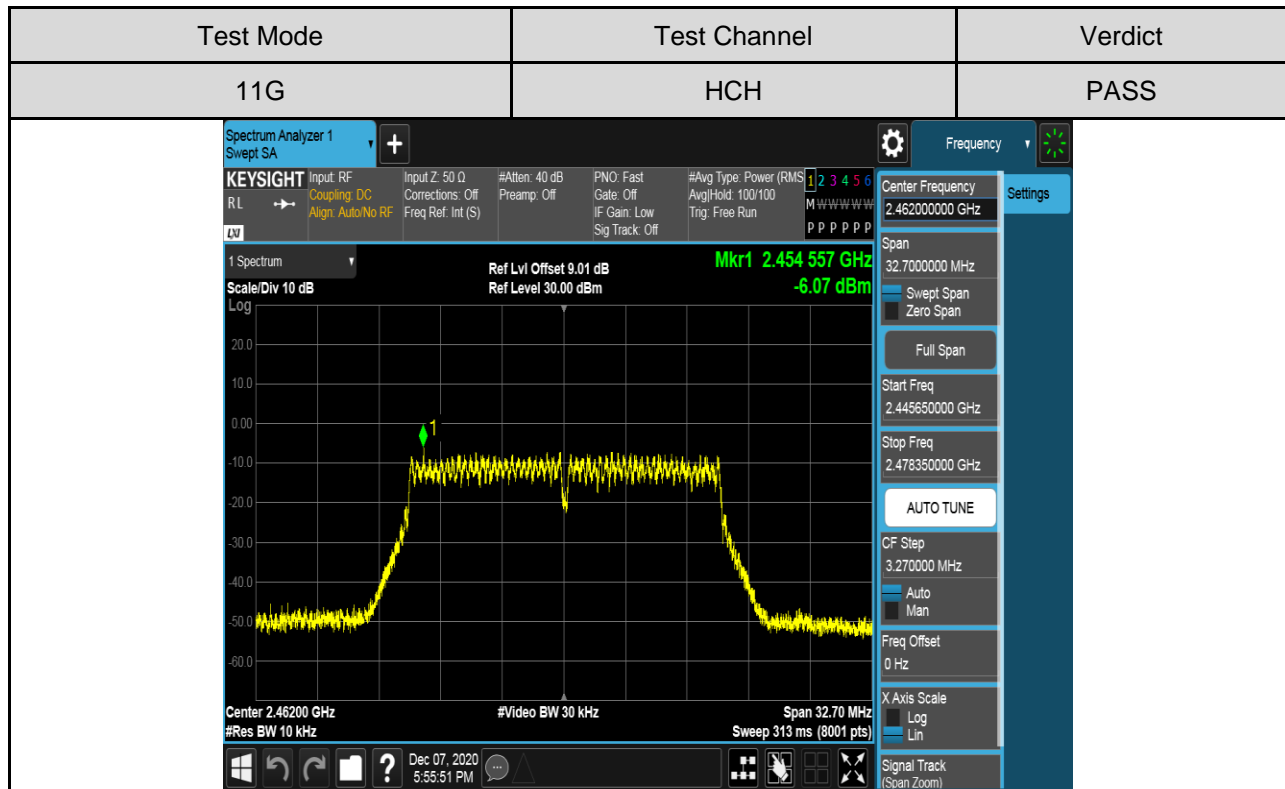 Test Mode Test Channel Verdict
11G HCH PASS
Spectrum Analyzer 1
Swept SA
+
Frequency
KEYSIGHT Input: RF Input Z: 50 Ω #Atten: 40 dB PNO: Fast #Avg Type: Power (RMS 1 2 3 4 5 6
RL Coupling: DC Corrections: Off Preamp: Off Gate: Off Avg|Hold: 100/100 M W W W W W
Align: Auto/No RF Freq Ref: Int (S) IF Gain: Low Trig: Free Run
LXI Sig Track: Off P P P P P P
1 Spectrum
Ref Lvl Offset 9.01 dB
Mkr1 2.454 557 GHz
Scale/Div 10 dB Ref Level 30.00 dBm -6.07 dBm
Log
20.0
10.0
0.00
1
-10.0
-20.0
-30.0
-40.0
-50.0
-60.0
Center 2.46200 GHz #Video BW 30 kHz Span 32.70 MHz
#Res BW 10 kHz Sweep 313 ms (8001 pts)
Center Frequency
2.462000000 GHz
Settings
Span
32.7000000 MHz
Swept Span
Zero Span
Full Span
Start Freq
2.445650000 GHz
Stop Freq
2.478350000 GHz
AUTO TUNE
CF Step
3.270000 MHz
Auto
Man
Freq Offset
0 Hz
X Axis Scale
Log
Lin
Signal Track
(Span Zoom)
?
Dec 07, 2020
5:55:51 PM